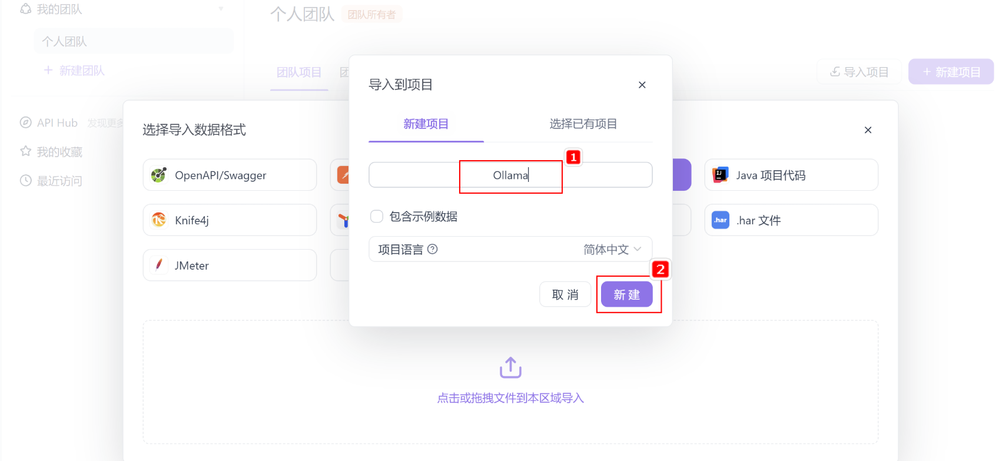 我的团队
个人团队
+ 新建团队
API Hub 发现更多
我的收藏
最近访问
个人团队 团队所有者
团队项目 团
导入项目
+ 新建项目
选择导入数据格式
OpenAPI/Swagger
Java 项目代码
Knife4j
.har .har 文件
JMeter
点击或拖拽文件到本区域导入
导入到项目
新建项目 选择已有项目
1
Ollama
包含示例数据
项目语言 ? 简体中文
2
取 消 新 建